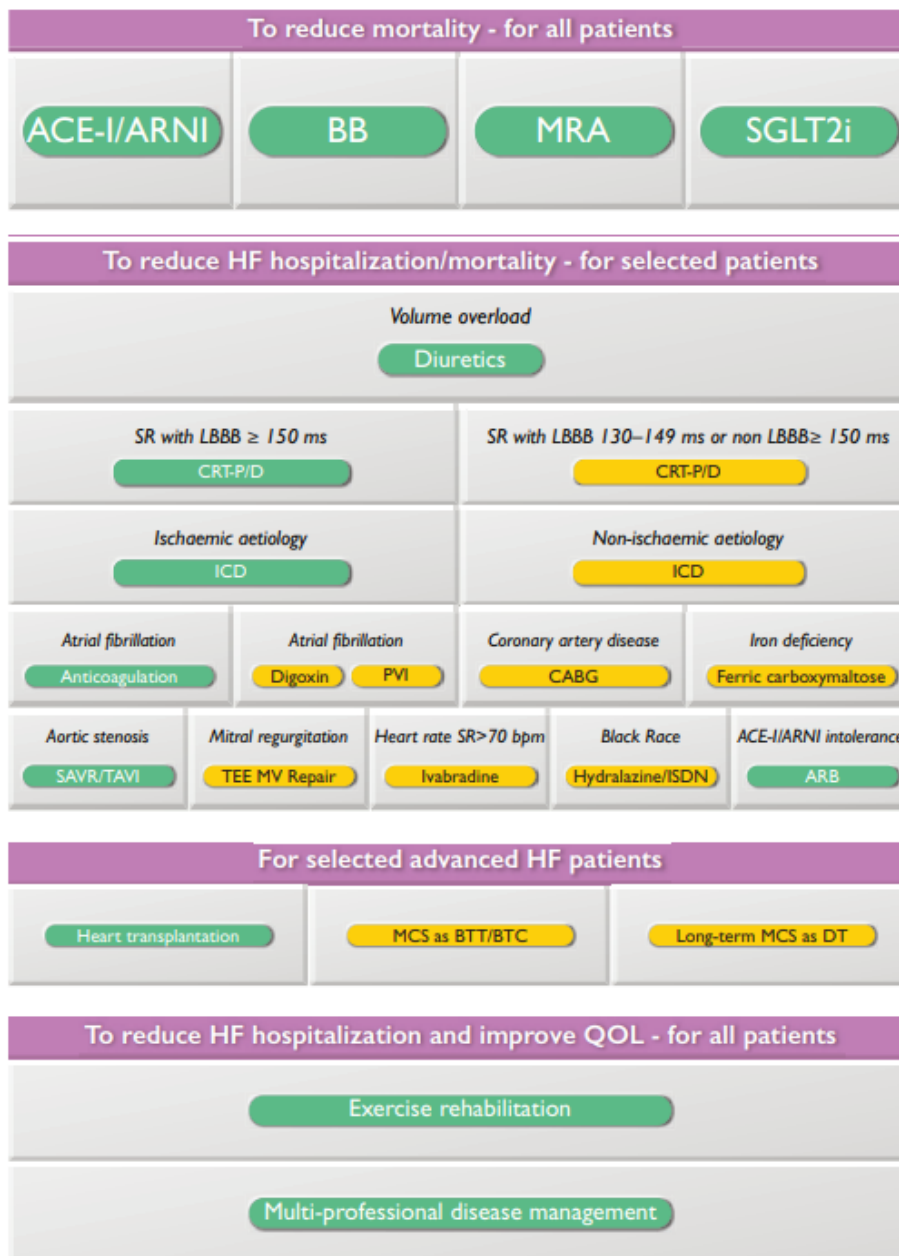 To reduce mortality - for all patients
ACE-I/ARNI
BB
MRA
SGLT2i
To reduce HF hospitalization/mortality - for selected patients
Volume overload
Diuretics
SR with LBBB ≥ 150 ms
CRT-P/D
SR with LBBB 130–149 ms or non LBBB≥ 150 ms
CRT-P/D
Ischaemic aetiology
ICD
Non-ischaemic aetiology
ICD
Atrial fibrillation
Anticoagulation
Atrial fibrillation
Digoxin
PVI
Coronary artery disease
CABG
Iron deficiency
Ferric carboxymaltose
Aortic stenosis
SAVR/TAVI
Mitral regurgitation
TEE MV Repair
Heart rate SR>70 bpm
Ivabradine
Black Race
Hydralazine/ISDN
ACE-I/ARNI intolerance
ARB
For selected advanced HF patients
Heart transplantation
MCS as BTT/BTC
Long-term MCS as DT
To reduce HF hospitalization and improve QOL - for all patients
Exercise rehabilitation
Multi-professional disease management